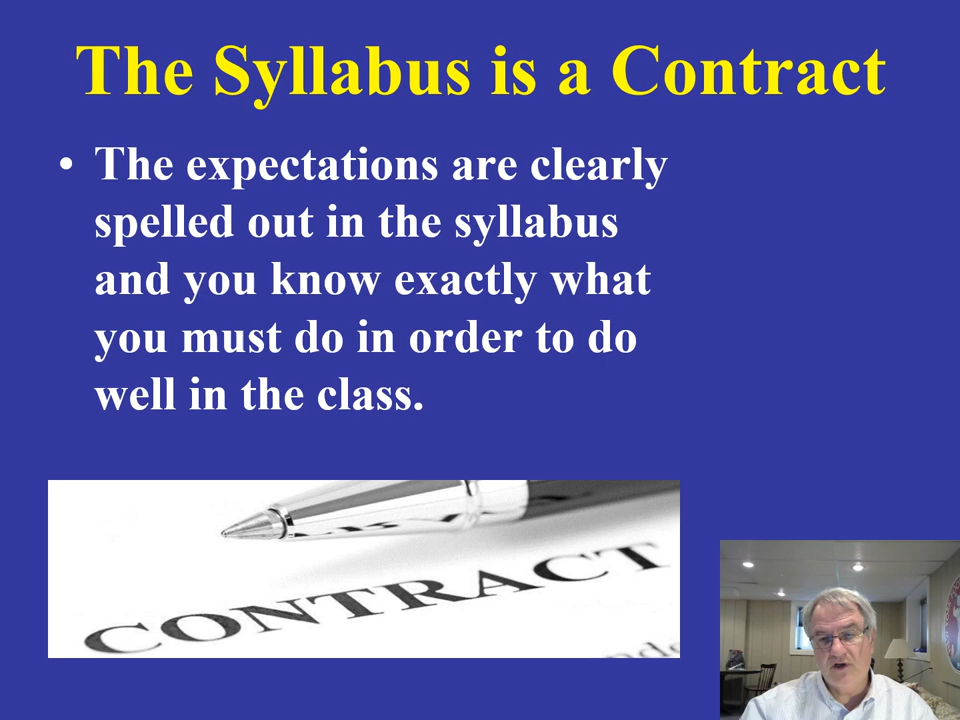 The Syllabus is a Contract
• The expectations are clearly
spelled out in the syllabus
and you know exactly what
you must do in order to do
well in the class.
CONTRACT